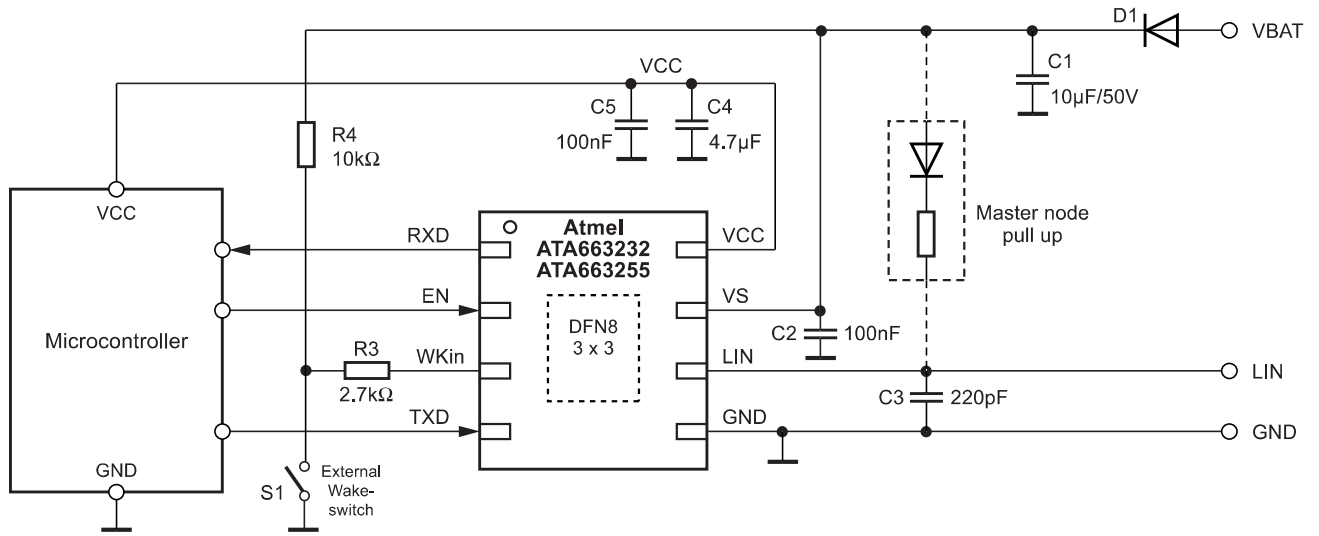 D1
VBAT
C1
10µF/50V
VCC
C5
100nF
C4
4.7µF
R4
10kΩ
VCC
Microcontroller
GND
RXD
EN
WKin
TXD
R3
2.7kΩ
S1
External
Wake-
switch
Atmel
ATA663232
ATA663255
DFN8
3 x 3
VCC
VS
LIN
GND
C2
100nF
Master node
pull up
C3
220pF
LIN
GND